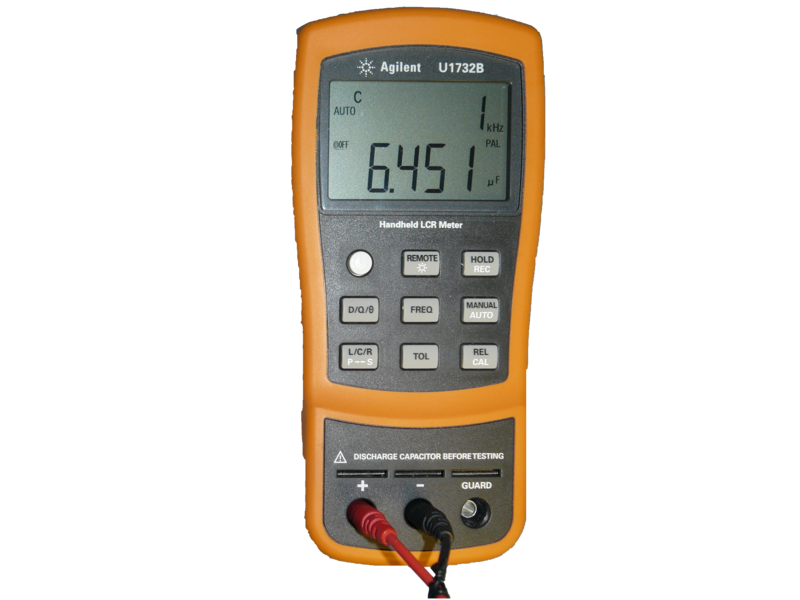 Agilent U1732B
C
AUTO
1 kHz
@OFF
PAL
6.451 µF
Handheld LCR Meter
REMOTE
HOLD
REC
D/Q/θ
FREQ
MANUAL
AUTO
L/C/R
P↔S
TOL
REL
CAL
⚠ DISCHARGE CAPACITOR BEFORE TESTING
+ − GUARD